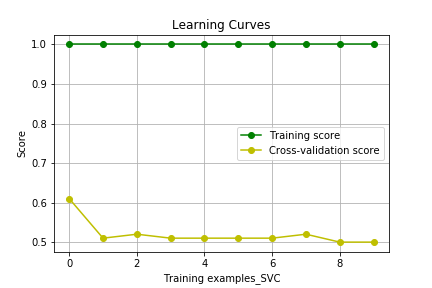 Learning Curves
1.0
0.9
0.8
0.7
0.6
0.5
Score
Training score
Cross-validation score
0 2 4 6 8
Training examples_SVC